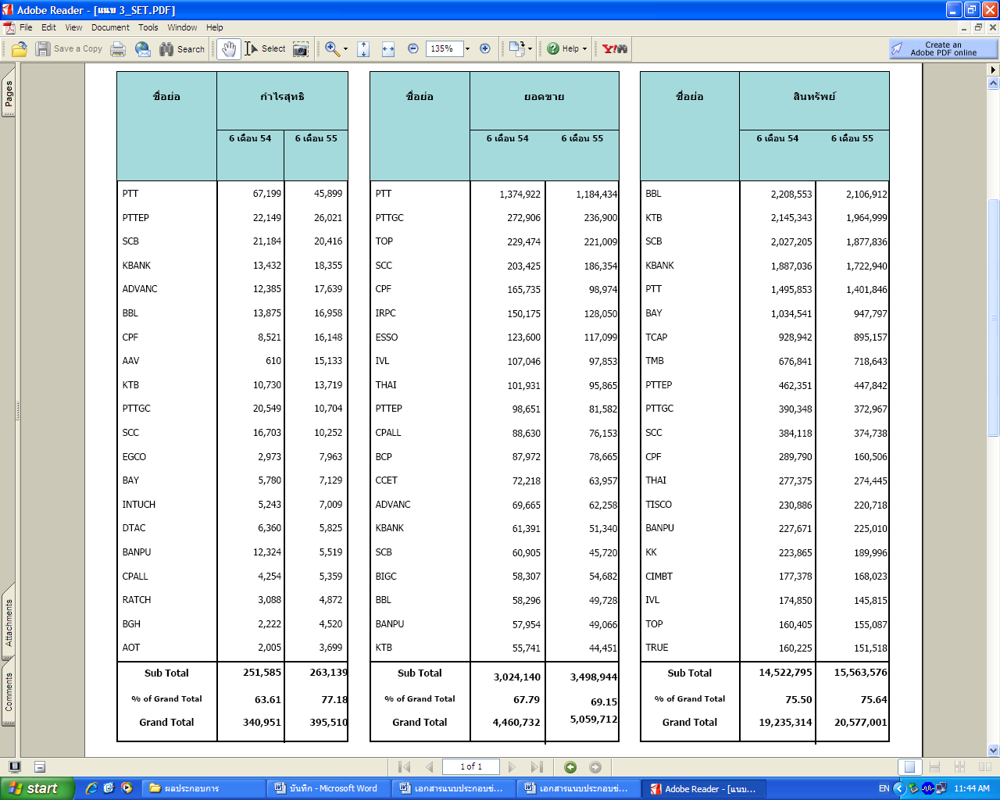 Adobe Reader - [แนบ 3_SET.PDF]
File Edit View Document Tools Window Help
Save a Copy Search Select 135% Help Y! Create an Adobe PDF online
Pages
Attachments
Comments
ชื่อย่อ กำไรสุทธิ ชื่อย่อ ยอดขาย ชื่อย่อ สินทรัพย์
6 เดือน 54 6 เดือน 55 6 เดือน 54 6 เดือน 55 6 เดือน 54 6 เดือน 55
PTT 67,199 45,899 PTT 1,374,922 1,184,434 BBL 2,208,553 2,106,912
PTTEP 22,149 26,021 PTTGC 272,906 236,900 KTB 2,145,343 1,964,999
SCB 21,184 20,416 TOP 229,474 221,009 SCB 2,027,205 1,877,836
KBANK 13,432 18,355 SCC 203,425 186,354 KBANK 1,887,036 1,722,940
ADVANC 12,385 17,639 CPF 165,735 98,974 PTT 1,495,853 1,401,846
BBL 13,875 16,958 IRPC 150,175 128,050 BAY 1,034,541 947,797
CPF 8,521 16,148 ESSO 123,600 117,099 TCAP 928,942 895,157
AAV 610 15,133 IVL 107,046 97,853 TMB 676,841 718,643
KTB 10,730 13,719 THAI 101,931 95,865 PTTEP 462,351 447,842
PTTGC 20,549 10,704 PTTEP 98,651 81,582 PTTGC 390,348 372,967
SCC 16,703 10,252 CPALL 88,630 76,153 SCC 384,118 374,738
EGCO 2,973 7,963 BCP 87,972 78,665 CPF 289,790 160,506
BAY 5,780 7,129 CCET 72,218 63,957 THAI 277,375 274,445
INTUCH 5,243 7,009 ADVANC 69,665 62,258 TISCO 230,886 220,718
DTAC 6,360 5,825 KBANK 61,391 51,340 BANPU 227,671 225,010
BANPU 12,324 5,519 SCB 60,905 45,720 KK 223,865 189,996
CPALL 4,254 5,359 BIGC 58,307 54,682 CIMBT 177,378 168,023
RATCH 3,088 4,872 BBL 58,296 49,728 IVL 174,850 145,815
BGH 2,222 4,520 BANPU 57,954 49,066 TOP 160,405 155,087
AOT 2,005 3,699 KTB 55,741 44,451 TRUE 160,225 151,518
Sub Total 251,585 263,139 Sub Total 3,024,140 3,498,944 Sub Total 14,522,795 15,563,576
% of Grand Total 63.61 77.18 % of Grand Total 67.79 69.15 % of Grand Total 75.50 75.64
Grand Total 340,951 395,510 Grand Total 4,460,732 5,059,712 Grand Total 19,235,314 20,577,001
1 of 1
start ผลประกอบการ บันทึก - Microsoft Word เอกสารแนบประกอบข่... เอกสารแนบประกอบข่... Adobe Reader - [แนบ... EN 11:44 AM